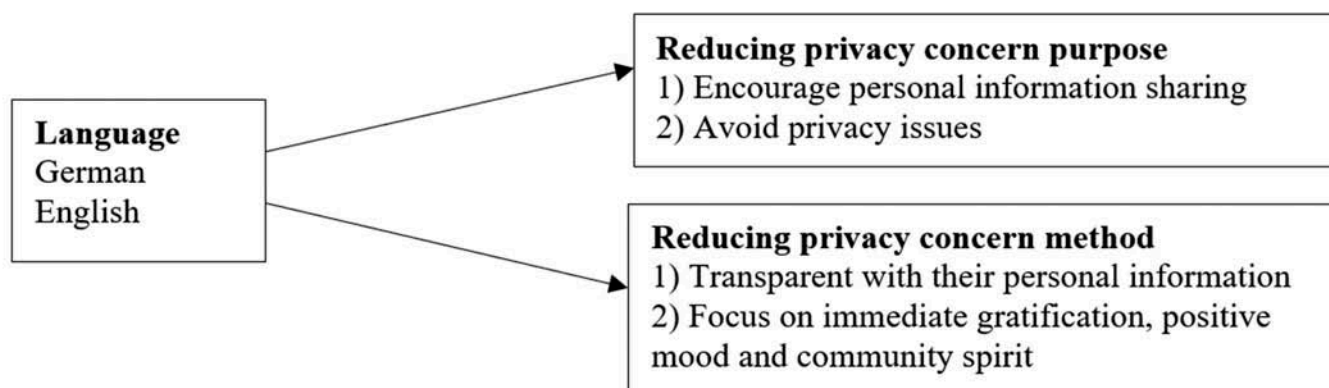 Language
German
English
Reducing privacy concern purpose
1) Encourage personal information sharing
2) Avoid privacy issues
Reducing privacy concern method
1) Transparent with their personal information
2) Focus on immediate gratification, positive
mood and community spirit